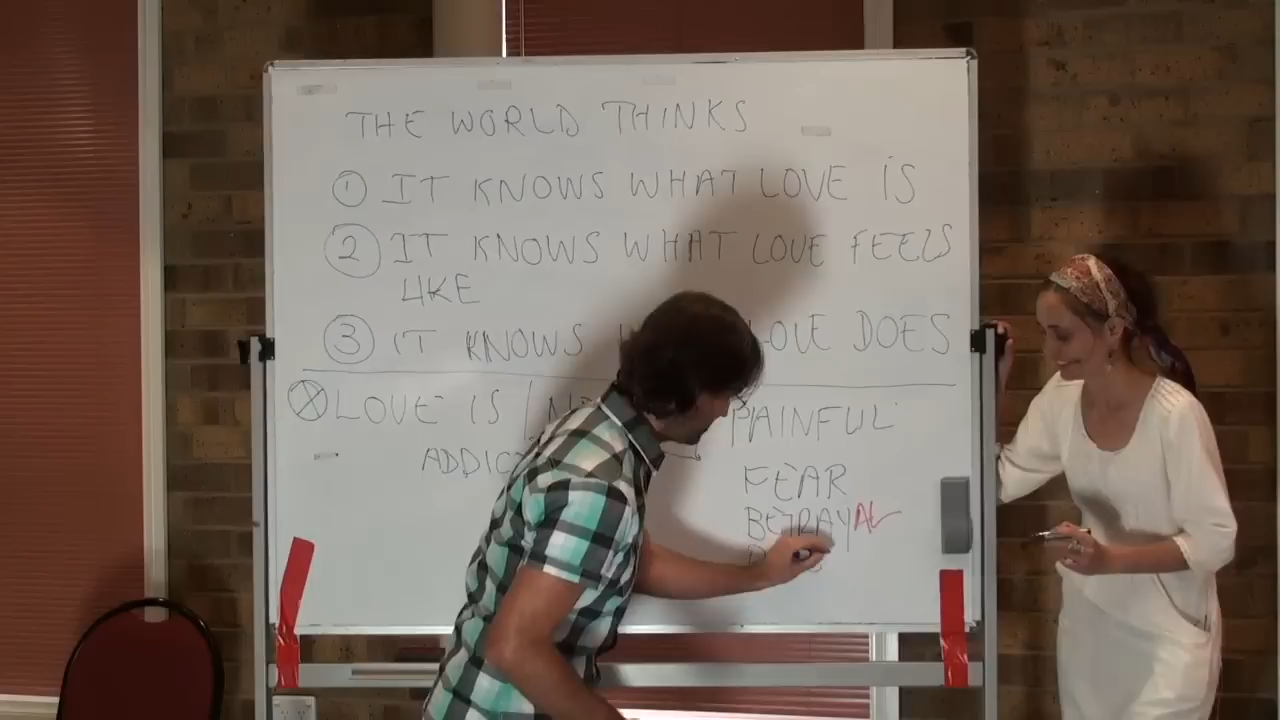 THE WORLD THINKS
① IT KNOWS WHAT LOVE IS
② IT KNOWS WHAT LOVE FEELS
LIKE
③ IT KNOWS LOVE DOES
LOVE IS / PAINFUL
FEAR
BETRAYAL